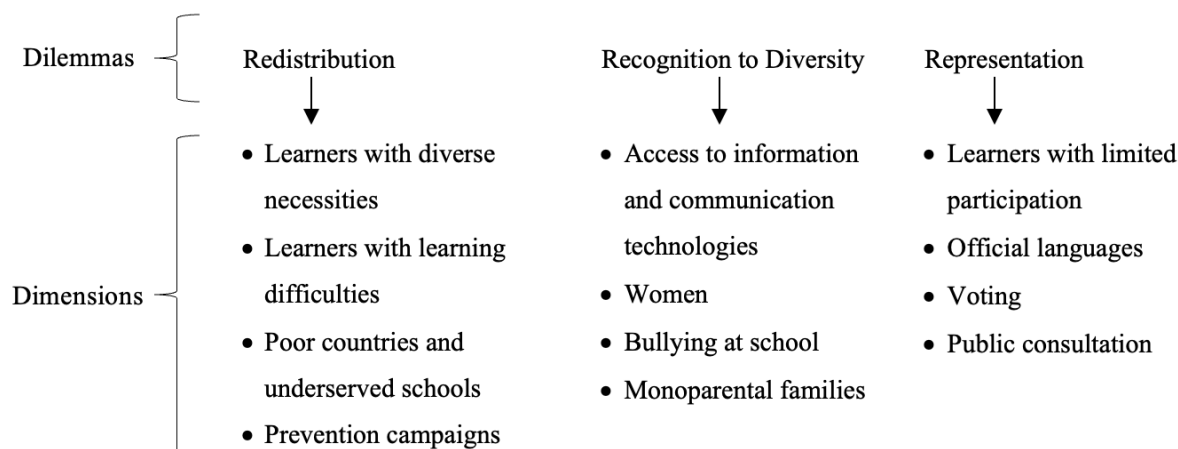 Dilemmas
Redistribution
Recognition to Diversity
Representation
Dimensions
• Learners with diverse
necessities
• Learners with learning
difficulties
• Poor countries and
underserved schools
• Prevention campaigns
• Access to information
and communication
technologies
• Women
• Bullying at school
• Monoparental families
• Learners with limited
participation
• Official languages
• Voting
• Public consultation